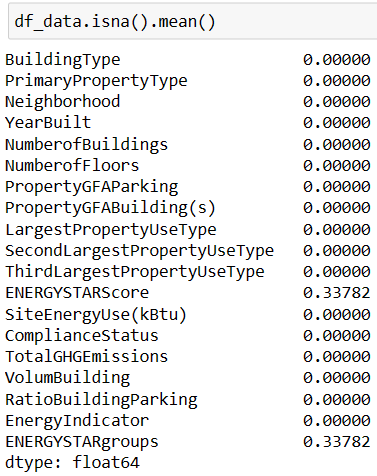 df_data.isna().mean()
BuildingType 0.00000
PrimaryPropertyType 0.00000
Neighborhood 0.00000
YearBuilt 0.00000
NumberofBuildings 0.00000
NumberofFloors 0.00000
PropertyGFAParking 0.00000
PropertyGFABuilding(s) 0.00000
LargestPropertyUseType 0.00000
SecondLargestPropertyUseType 0.00000
ThirdLargestPropertyUseType 0.00000
ENERGYSTARScore 0.33782
SiteEnergyUse(kBtu) 0.00000
ComplianceStatus 0.00000
TotalGHGEmissions 0.00000
VolumBuilding 0.00000
RatioBuildingParking 0.00000
EnergyIndicator 0.00000
ENERGYSTARgroups 0.33782
dtype: float64